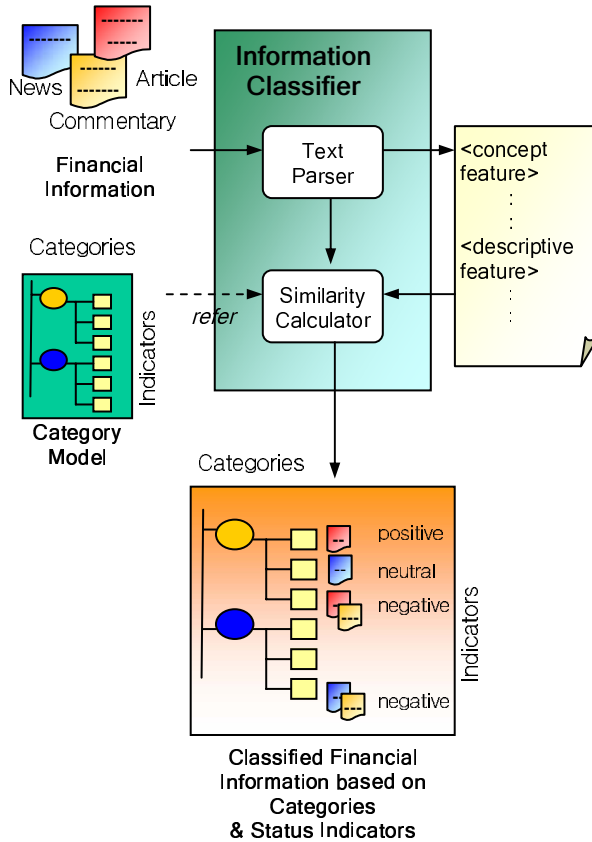 News
Article
Commentary
Financial
Information
Information
Classifier
Text
Parser
<concept
feature>
<descriptive
feature>
Categories
Indicators
refer
Similarity
Calculator
Category
Model
Categories
positive
neutral
negative
negative
Indicators
Classified Financial
Information based on
Categories
& Status Indicators